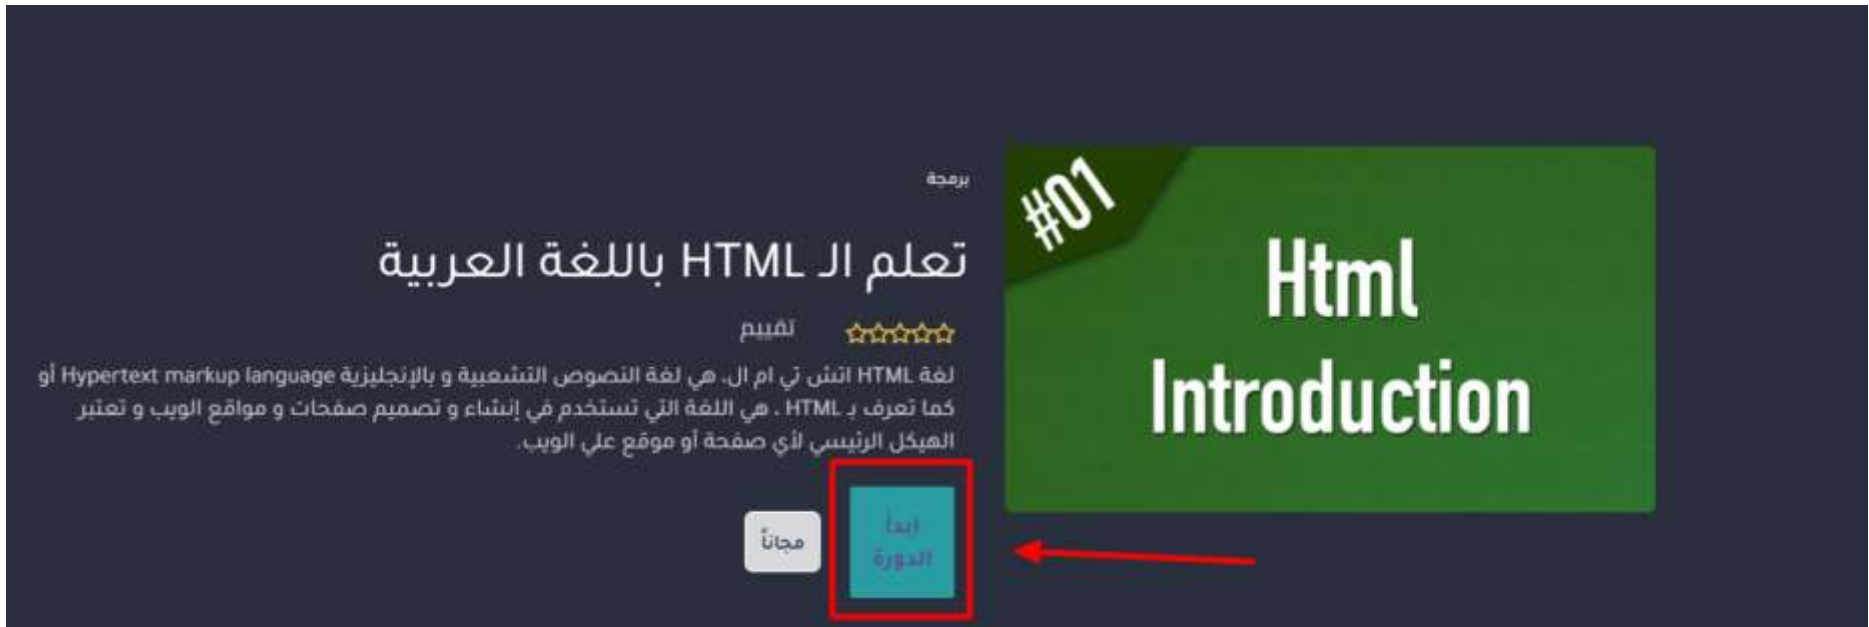 #01
Html
Introduction
برمجة
تعلم الـ HTML باللغة العربية
تقييم
لغة HTML اتش تي ام ال، هي لغة النصوص التشعبية و بالإنجليزية Hypertext markup language أو
كما تعرف بـ HTML ، هي اللغة التي تستخدم في إنشاء و تصميم صفحات و مواقع الويب و تعتبر
الهيكل الرئيسي لأي صفحة أو موقع علي الويب.
ابدأ
الدورة
مجاناً